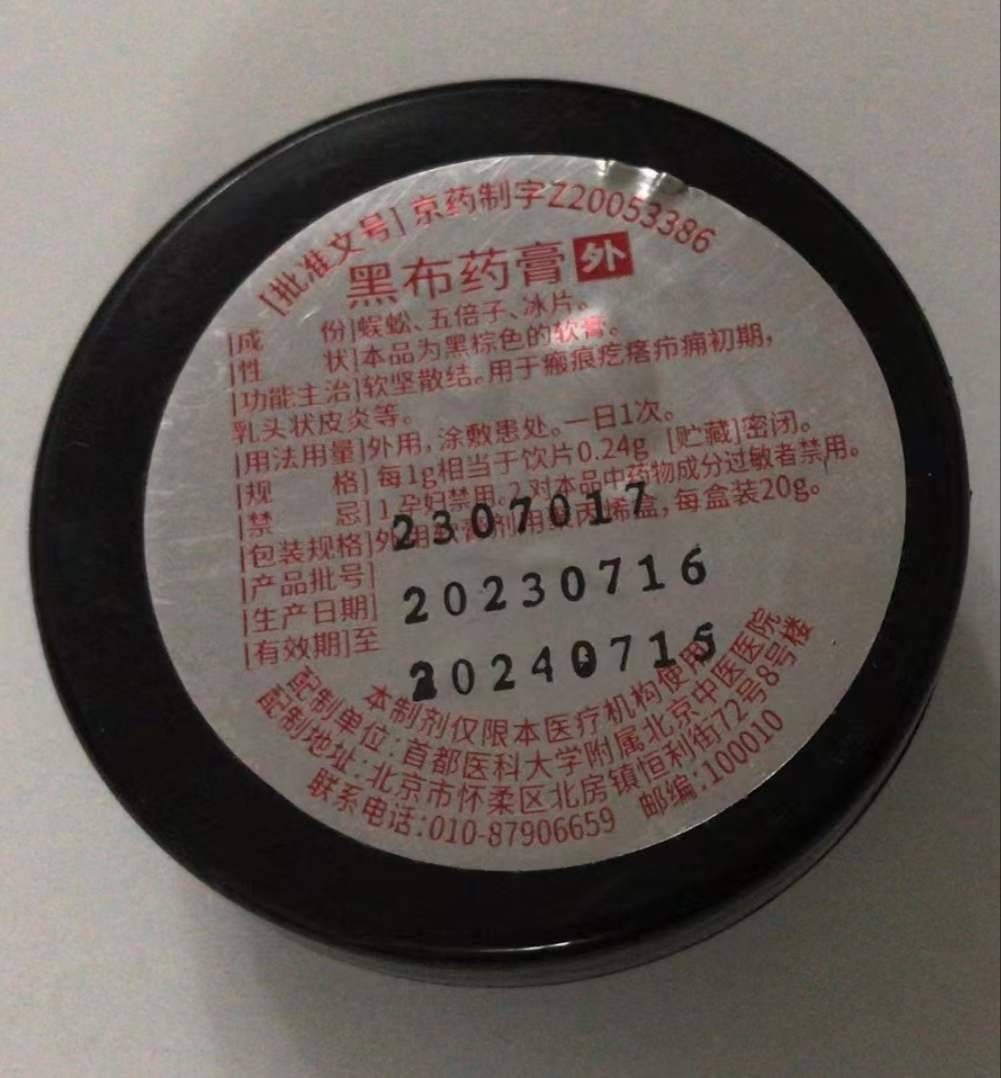 [批准文号] 京药制字Z20053386
黑布药膏 外
[成份]蜈蚣、五倍子、冰片。
[性状]本品为黑棕色的软膏。
[功能主治]软坚散结。用于瘢痕疙瘩疖痈初期，
乳头状皮炎等。
[用法用量]外用，涂敷患处。一日1次。
[规格]每1g相当于饮片0.24g [贮藏]密闭。
[禁忌]1.孕妇禁用。2.对本品中药物成分过敏者禁用。
[包装规格]外用软膏剂用聚丙烯盒，每盒装20g。
[产品批号] 2307017
[生产日期] 20230716
[有效期]至 20240715
本制剂仅限本医疗机构使用
配制单位：首都医科大学附属北京中医医院
配制地址：北京市怀柔区北房镇恒利街72号8号楼
联系电话：010-87906659 邮编：100010